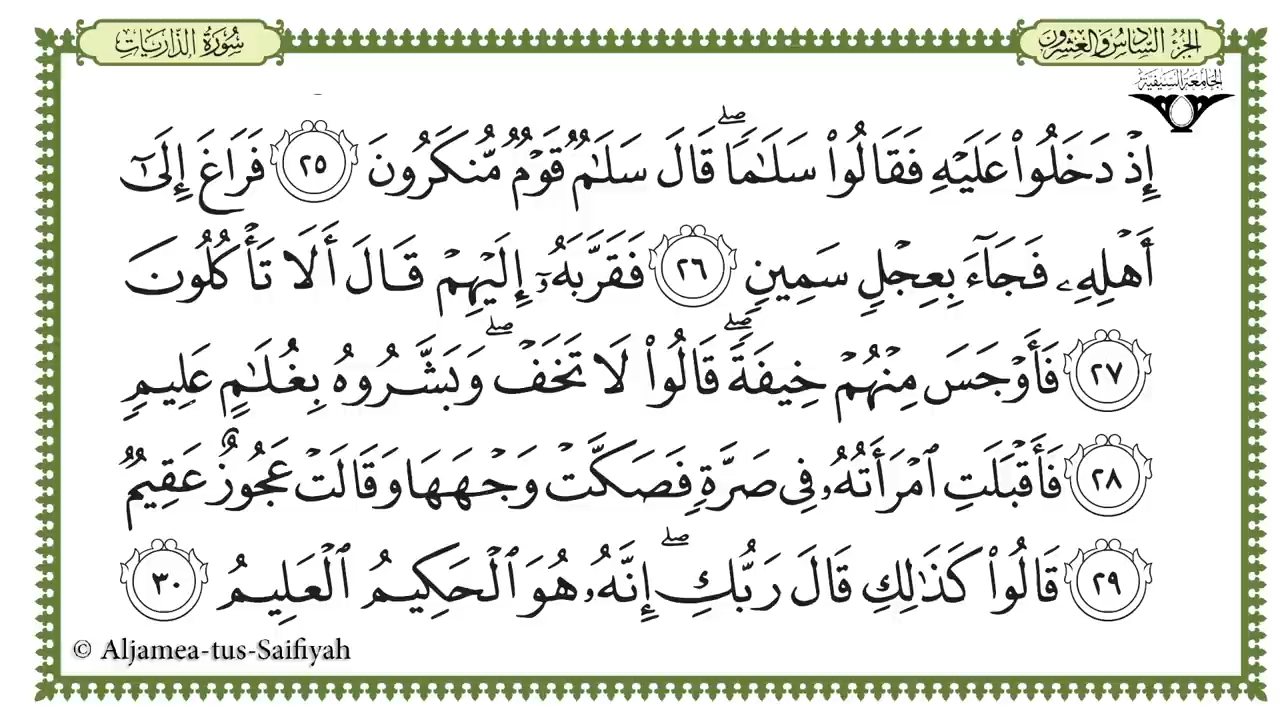 الجزء السادس والعشرون
سورة الذاريات
الجامعة السيفية
إِذْ دَخَلُوا۟ عَلَيْهِ فَقَالُوا۟ سَلَـٰمًا ۖ قَالَ سَلَـٰمٌ قَوْمٌ مُّنكَرُونَ ٢٥ فَرَاغَ إِلَىٰٓ
أَهْلِهِۦ فَجَآءَ بِعِجْلٍ سَمِينٍ ٢٦ فَقَرَّبَهُۥٓ إِلَيْهِمْ قَالَ أَلَا تَأْكُلُونَ
٢٧ فَأَوْجَسَ مِنْهُمْ خِيفَةً ۖ قَالُوا۟ لَا تَخَفْ ۖ وَبَشَّرُوهُ بِغُلَـٰمٍ عَلِيمٍ
٢٨ فَأَقْبَلَتِ ٱمْرَأَتُهُۥ فِى صَرَّةٍ فَصَكَّتْ وَجْهَهَا وَقَالَتْ عَجُوزٌ عَقِيمٌ
٢٩ قَالُوا۟ كَذَٰلِكِ قَالَ رَبُّكِ ۖ إِنَّهُۥ هُوَ ٱلْحَكِيمُ ٱلْعَلِيمُ ٣٠
© Aljamea-tus-Saifiyah